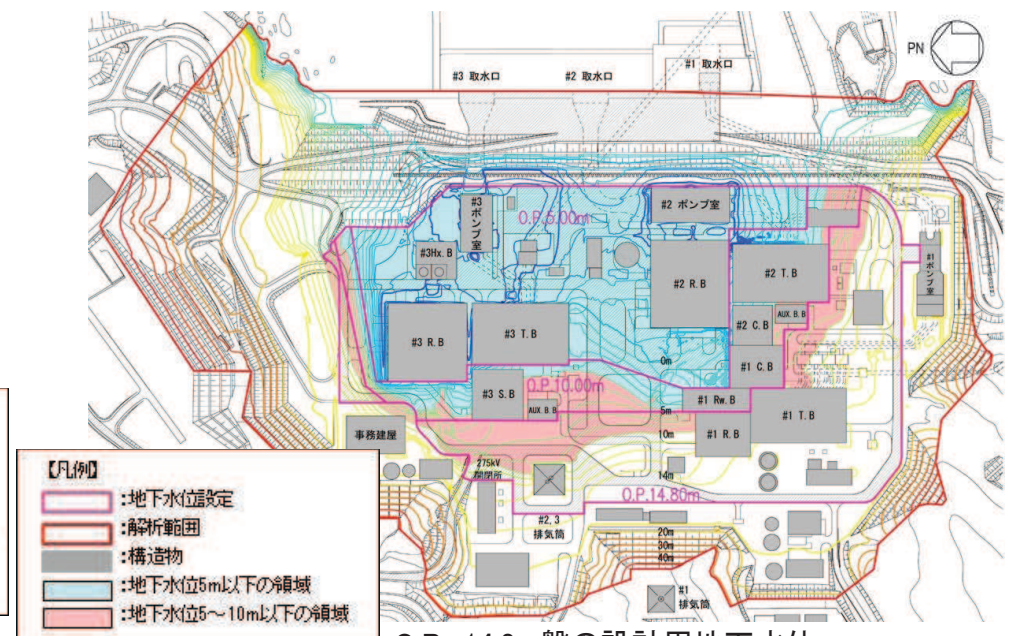 PN
#3 取水口
#2 取水口
#1 取水口
#3 ポンプ室
O.P.5.00m
#2 ポンプ室
#3Hx.B
#2 R.B
#2 T.B
#1 ポンプ室
AUX.B.B
#2 C.B
#3 R.B
#3 T.B
0m
#1 C.B
O.P.10.00m
#3 S.B
AUX.B.B
#1 Rw.B
5m
#1 T.B
10m
#1 R.B
事務建屋
275kV
開閉所
14m
O.P.14.80m
#2,3
排気筒
20m
30m
40m
#1
排気筒
【凡例】
:地下水位設定
:解析範囲
:構造物
:地下水位5m以下の領域
:地下水位5～10m以下の領域